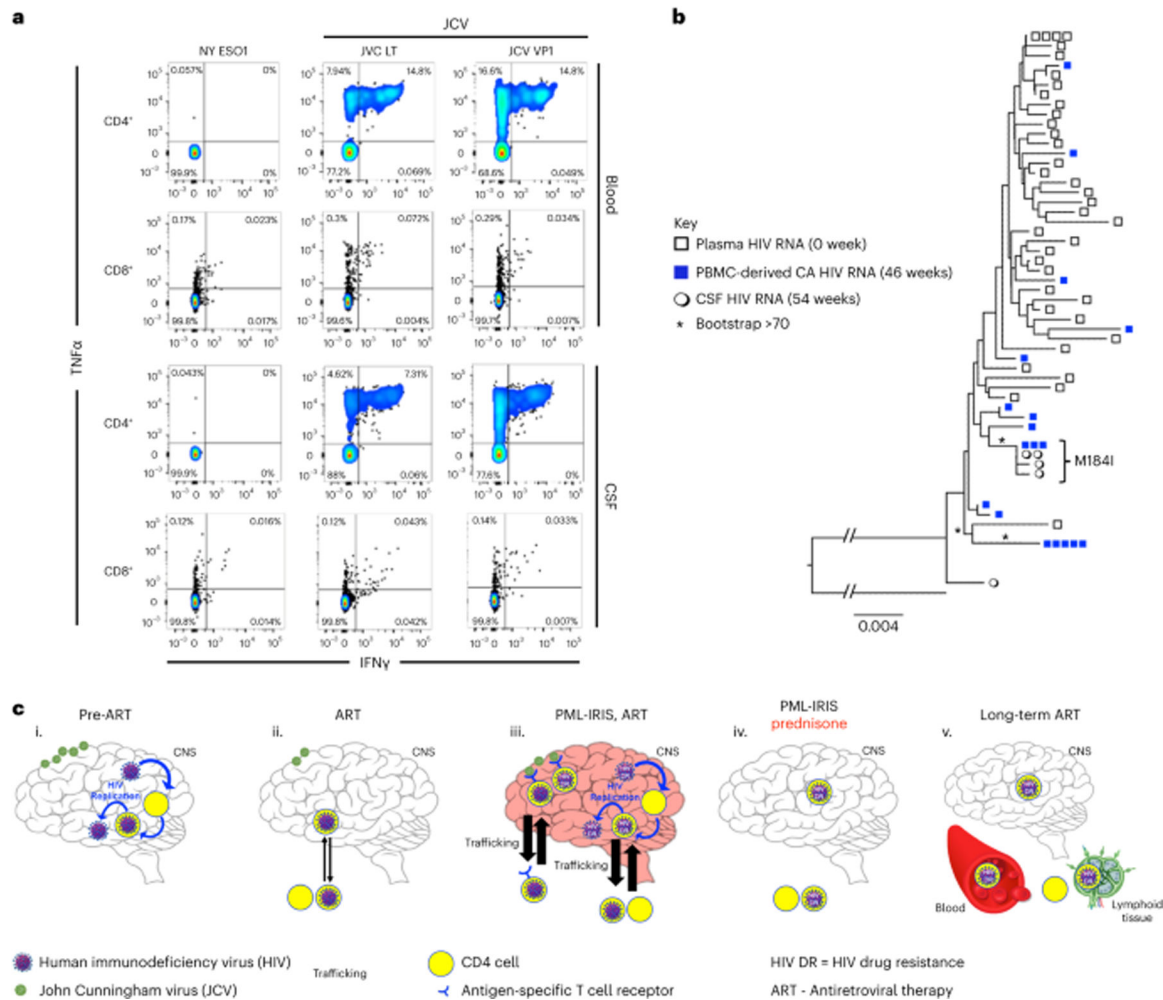 a
JCV
NY ESO1
JVC LT
JCV VP1
TNFα
CD4+
0.057%
0%
99.9%
0%
7.94%
14.8%
77.2%
0.069%
16.6%
14.8%
68.6%
0.049%
Blood
CD8+
0.17%
0.023%
99.8%
0.017%
0.3%
0.072%
99.6%
0.004%
0.29%
0.034%
99.7%
0.007%
CD4+
0.043%
0%
99.9%
0%
4.62%
7.31%
88%
0.06%
77.6%
0%
CSF
CD8+
0.12%
0.016%
99.8%
0.014%
0.12%
0.043%
99.8%
0.042%
0.14%
0.033%
99.8%
0.007%
IFNγ
b
Key
Plasma HIV RNA (0 week)
PBMC-derived CA HIV RNA (46 weeks)
CSF HIV RNA (54 weeks)
* Bootstrap >70
M184I
0.004
c
Pre-ART
i.
CNS
HIV
Replication
ART
ii.
CNS
PML-IRIS, ART
iii.
CNS
HIV
Replication
Trafficking
Trafficking
PML-IRIS
prednisone
iv.
CNS
Long-term ART
v.
CNS
Blood
Lymphoid
tissue
Human immunodeficiency virus (HIV)
John Cunningham virus (JCV)
Trafficking
CD4 cell
Antigen-specific T cell receptor
HIV DR = HIV drug resistance
ART - Antiretroviral therapy